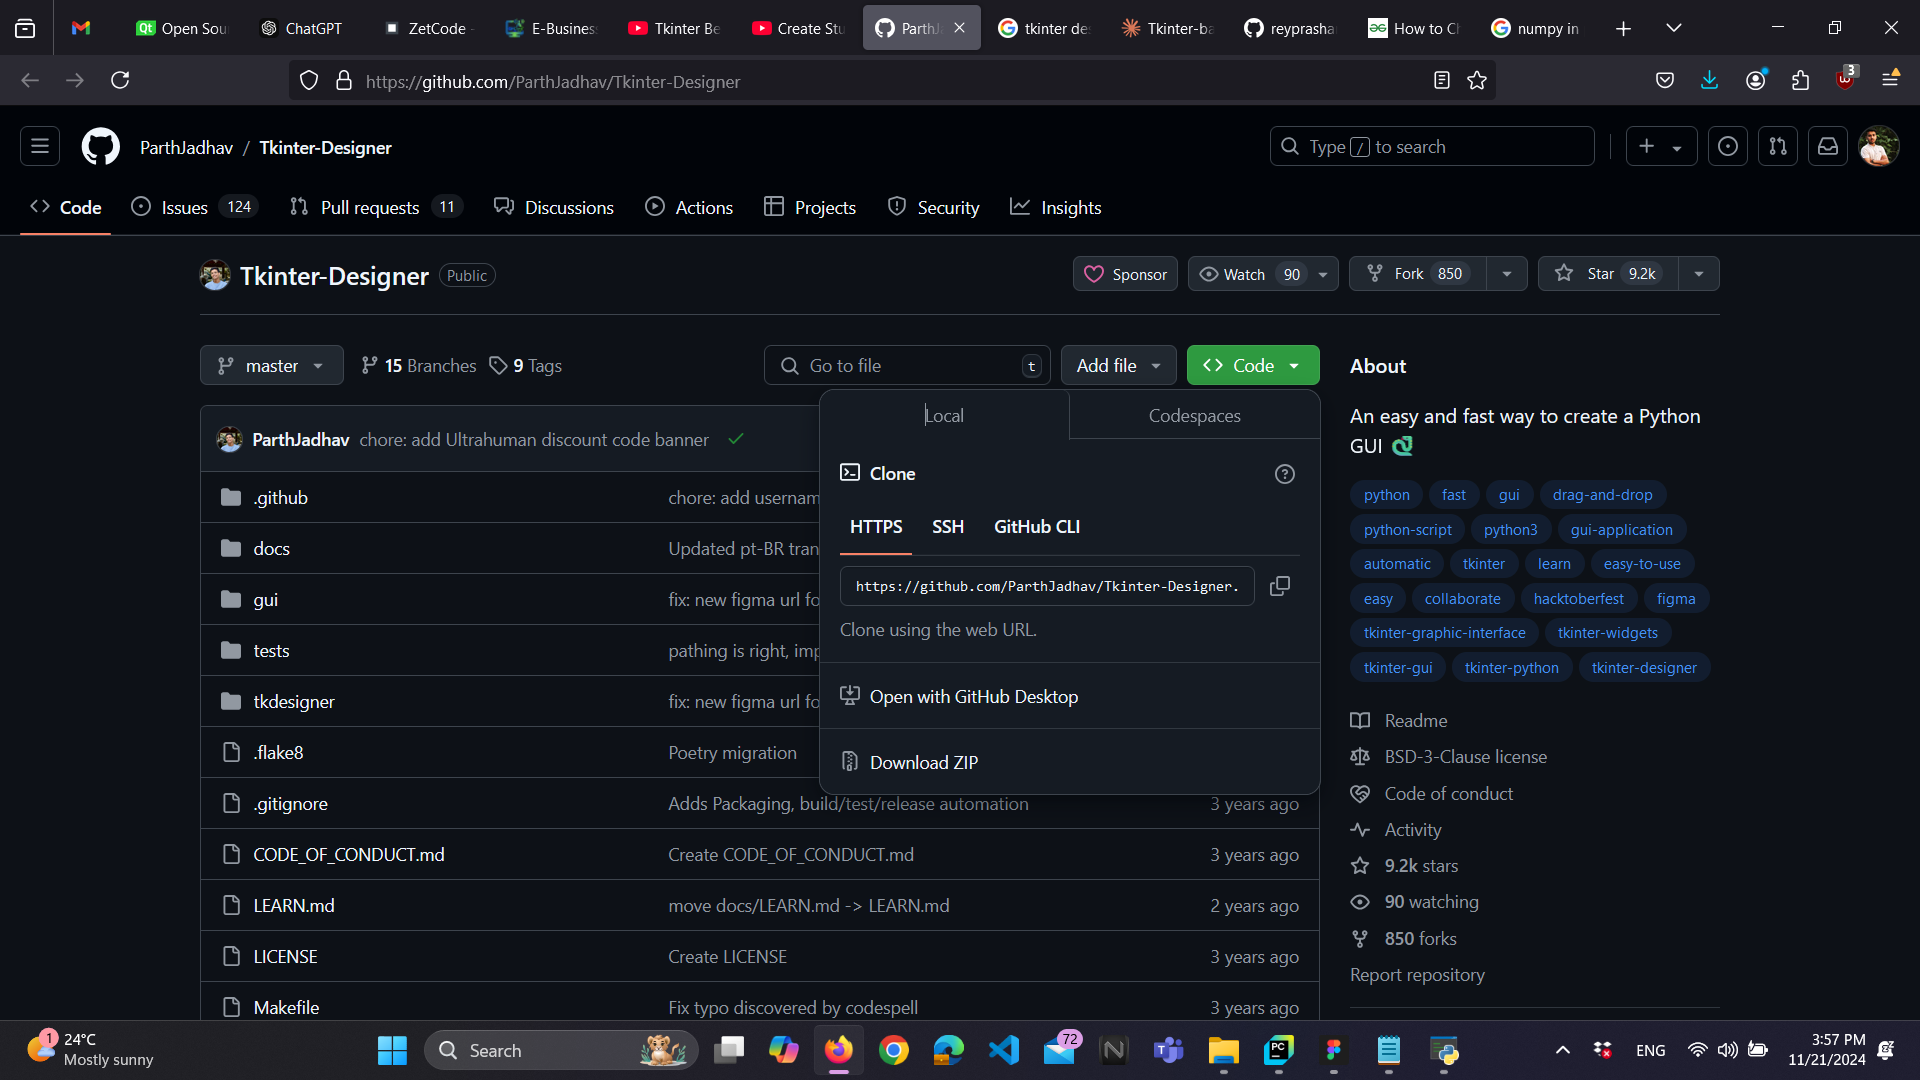 Open Sou
ChatGPT
ZetCode -
E-Business
Tkinter Be
Create Stu
ParthJ
tkinter de
Tkinter-ba
reyprasha
How to Ch
numpy in
https://github.com/ParthJadhav/Tkinter-Designer
3
ParthJadhav / Tkinter-Designer
Type / to search
Code
Issues 124
Pull requests 11
Discussions
Actions
Projects
Security
Insights
Tkinter-Designer Public
Sponsor
Watch 90
Fork 850
Star 9.2k
master
15 Branches
9 Tags
Go to file t
Add file
Code
Local
Codespaces
Clone
HTTPS
SSH
GitHub CLI
https://github.com/ParthJadhav/Tkinter-Designer.
Clone using the web URL.
Open with GitHub Desktop
Download ZIP
ParthJadhav chore: add Ultrahuman discount code banner
.github chore: add usernam
docs Updated pt-BR tran
gui fix: new figma url fo
tests pathing is right, imp
tkdesigner fix: new figma url fo
.flake8 Poetry migration
.gitignore Adds Packaging, build/test/release automation 3 years ago
CODE_OF_CONDUCT.md Create CODE_OF_CONDUCT.md 3 years ago
LEARN.md move docs/LEARN.md -> LEARN.md 2 years ago
LICENSE Create LICENSE 3 years ago
Makefile Fix typo discovered by codespell 3 years ago
About
An easy and fast way to create a Python
GUI
python fast gui drag-and-drop
python-script python3 gui-application
automatic tkinter learn easy-to-use
easy collaborate hacktoberfest figma
tkinter-graphic-interface tkinter-widgets
tkinter-gui tkinter-python tkinter-designer
Readme
BSD-3-Clause license
Code of conduct
Activity
9.2k stars
90 watching
850 forks
Report repository
1
24°C
Mostly sunny
Search
72
PC
ENG
3:57 PM
11/21/2024